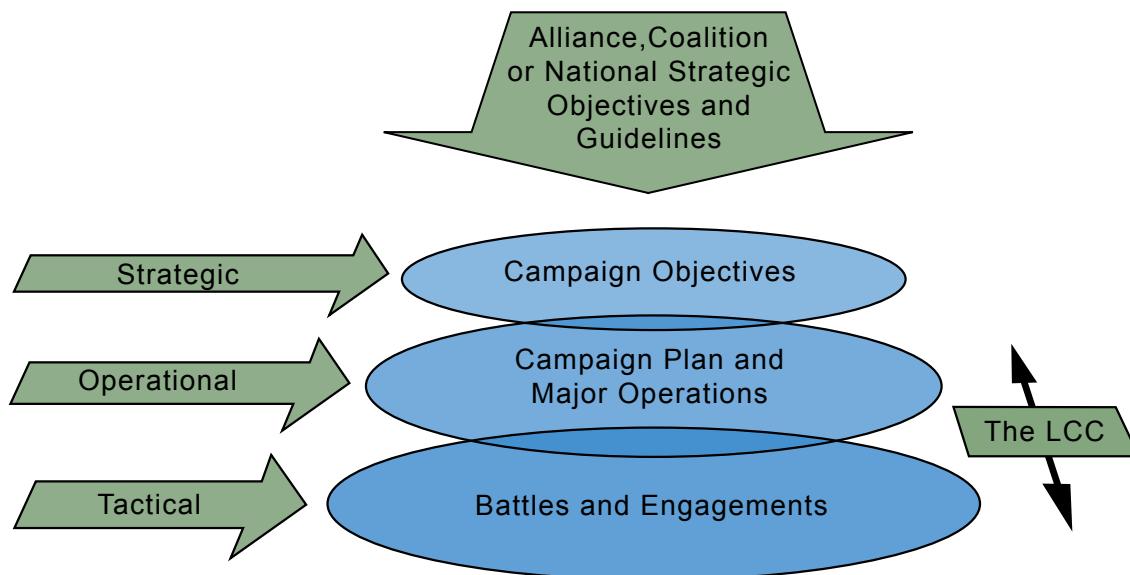 Alliance,Coalition
or National Strategic
Objectives and
Guidelines
Strategic
Campaign Objectives
Operational
Campaign Plan and
Major Operations
The LCC
Tactical
Battles and Engagements